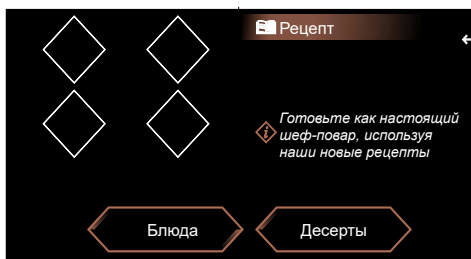 Рецепт
Готовьте как настоящий
шеф-повар, используя
наши новые рецепты
Блюда
Десерты